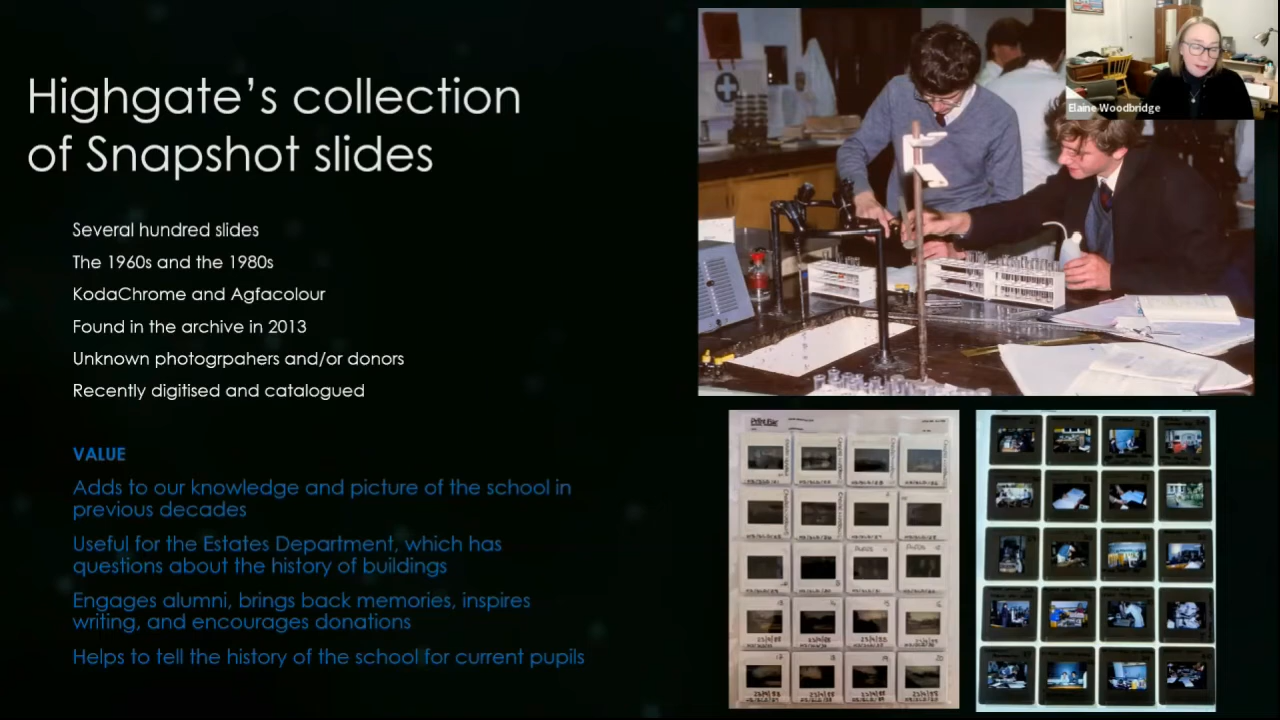 Highgate's collection
of Snapshot slides
Several hundred slides
The 1960s and the 1980s
KodaChrome and Agfacolour
Found in the archive in 2013
Unknown photogrpahers and/or donors
Recently digitised and catalogued
VALUE
Adds to our knowledge and picture of the school in
previous decades
Useful for the Estates Department, which has
questions about the history of buildings
Engages alumni, brings back memories, inspires
writing, and encourages donations
Helps to tell the history of the school for current pupils
Elaine Woodbridge